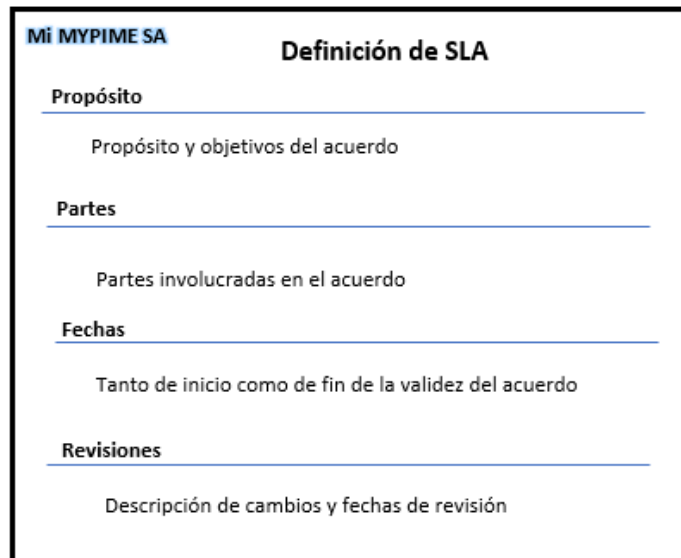 Mi MYPIME SA
Definición de SLA
Propósito
Propósito y objetivos del acuerdo
Partes
Partes involucradas en el acuerdo
Fechas
Tanto de inicio como de fin de la validez del acuerdo
Revisiones
Descripción de cambios y fechas de revisión